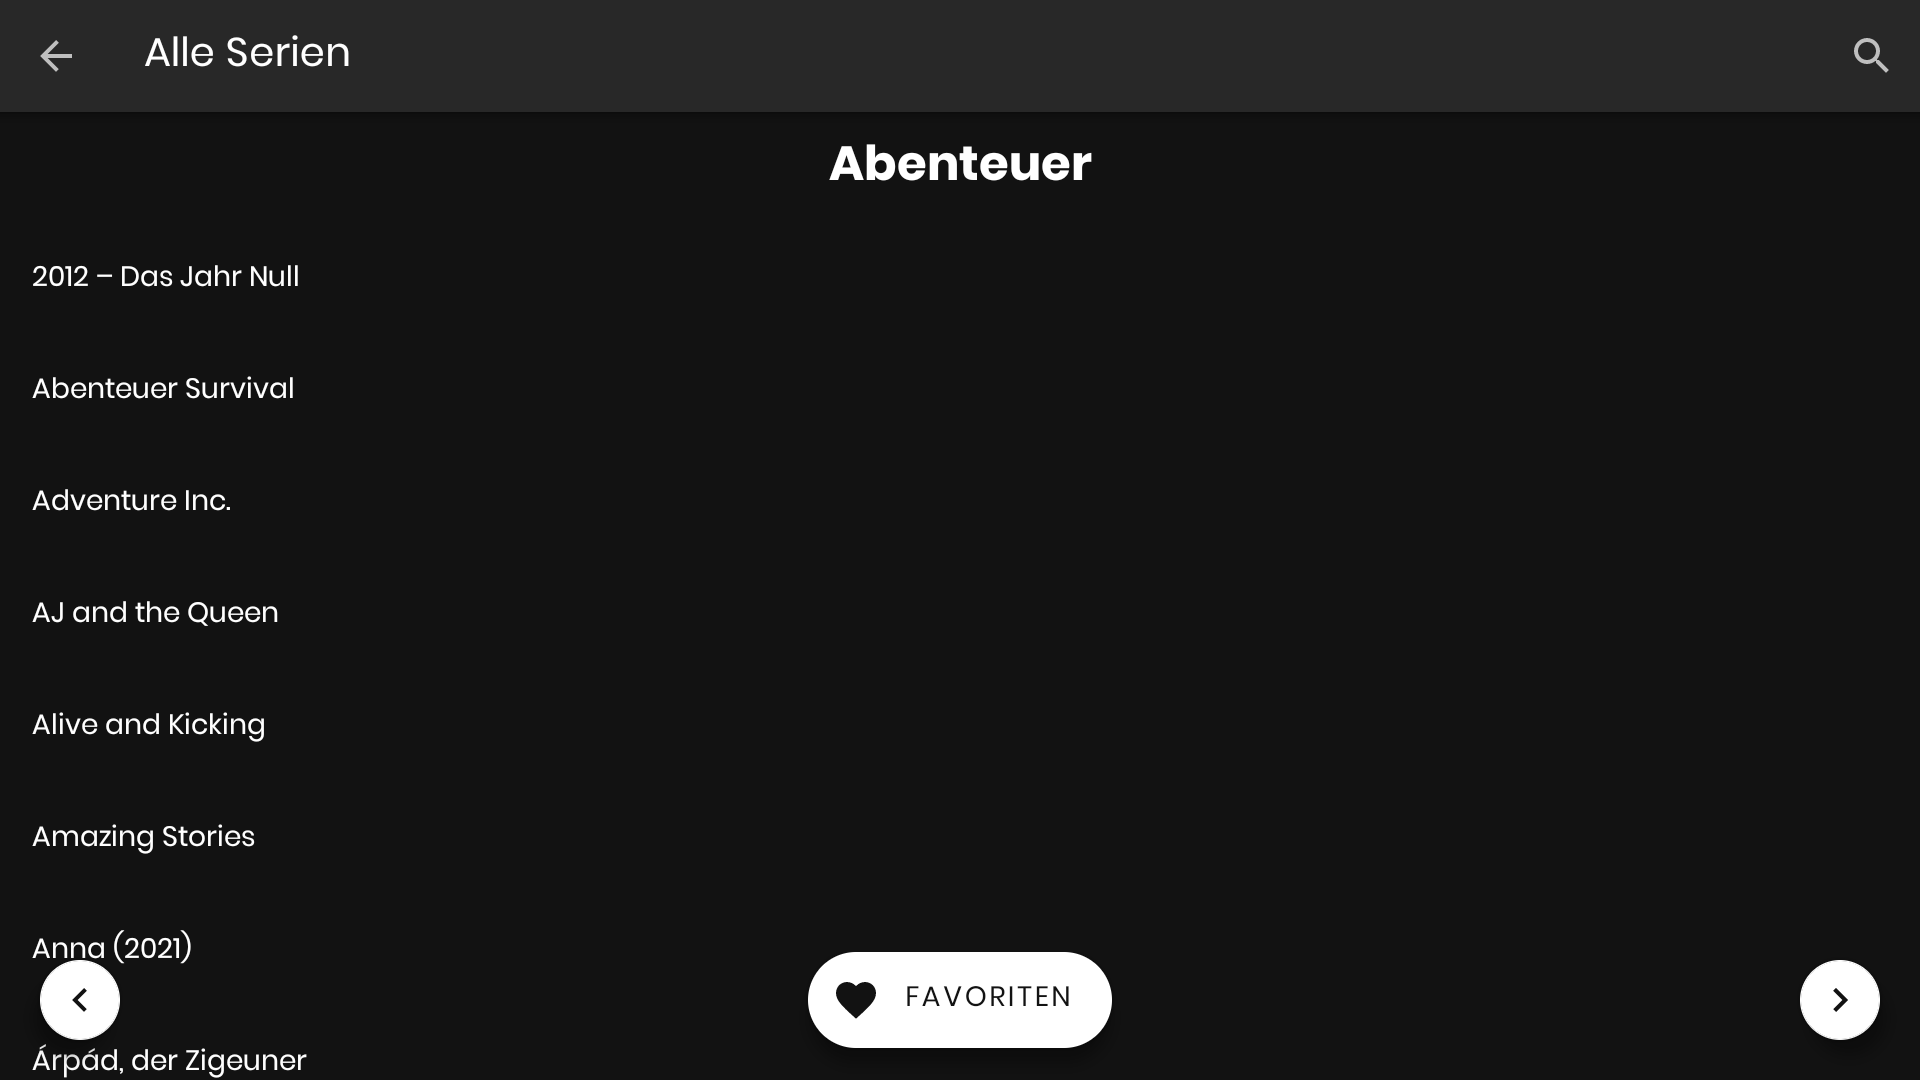 Alle Serien
Abenteuer
2012 – Das Jahr Null
Abenteuer Survival
Adventure Inc.
AJ and the Queen
Alive and Kicking
Amazing Stories
Anna (2021)
FAVORITEN
Árpád, der Zigeuner